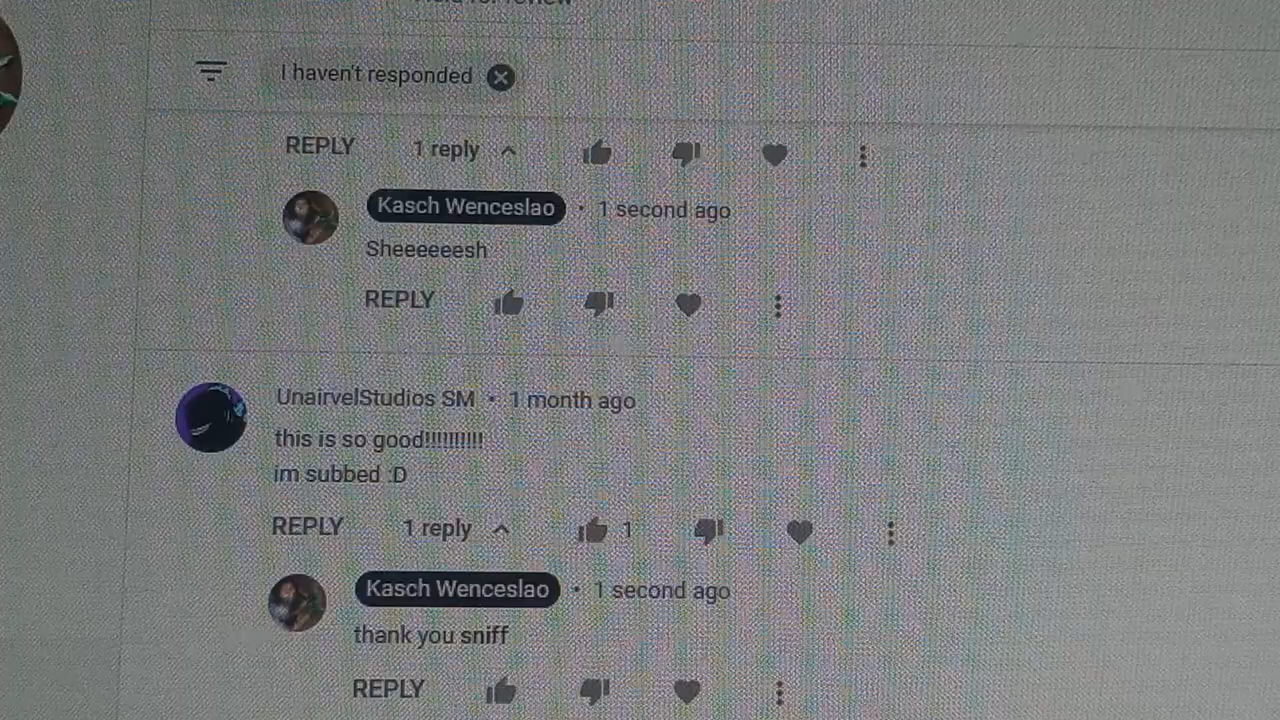 I haven't responded
REPLY 1 reply
Kasch Wenceslao • 1 second ago
Sheeeeeesh
REPLY
UnairvelStudios SM • 1 month ago
this is so good!!!!!!!!!!
im subbed :D
REPLY 1 reply 1
Kasch Wenceslao • 1 second ago
thank you sniff
REPLY